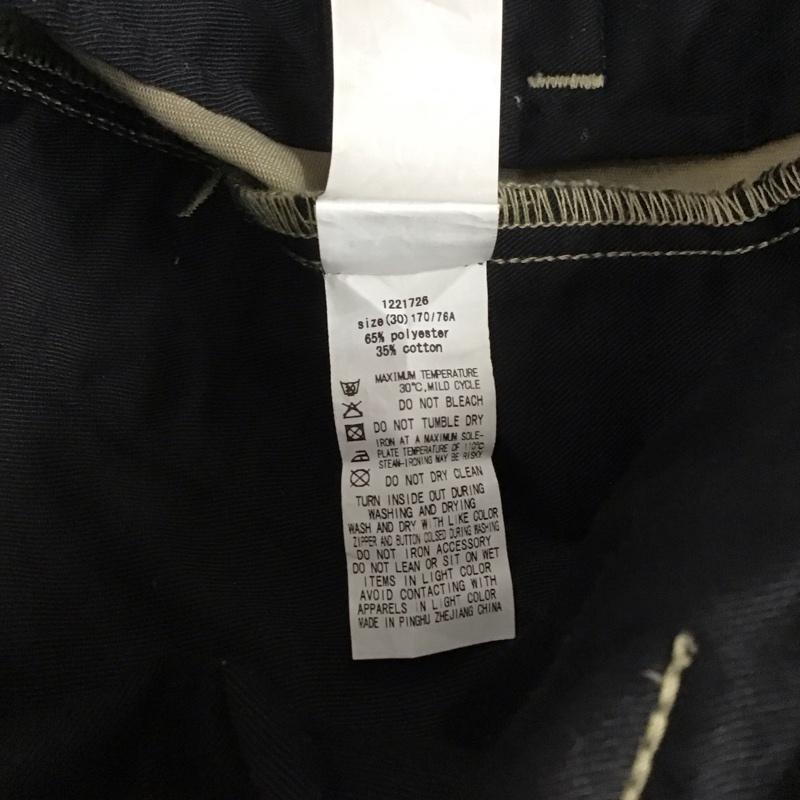 1221726
size(30)170/76A
65% polyester
35% cotton
MAXIMUM TEMPERATURE
30°C,MILD CYCLE
DO NOT BLEACH
DO NOT TUMBLE DRY
IRON AT A MAXIMUM SOLE-
PLATE TEMPERATURE OF 110°C
STEAM-IRONING MAY BE RISKY
DO NOT DRY CLEAN
TURN INSIDE OUT DURING
WASHING AND DRYING
WASH AND DRY WITH LIKE COLOR
ZIPPER AND BUTTON COLSED DURING WASHING
DO NOT IRON ACCESSORY
DO NOT LEAN OR SIT ON WET
ITEMS IN LIGHT COLOR
AVOID CONTACTING WITH
APPARELS IN LIGHT COLOR
MADE IN PINGHU ZHEJIANG CHINA